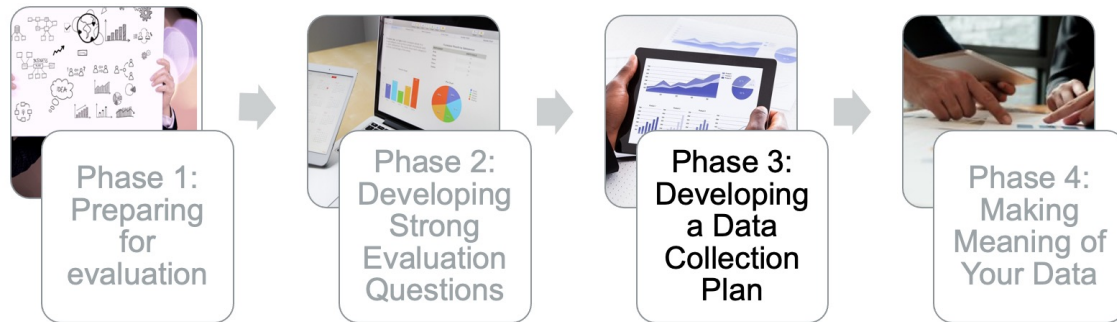 IDEA
Phase 1:
Preparing
for
evaluation
Phase 2:
Developing
Strong
Evaluation
Questions
Phase 3:
Developing
a Data
Collection
Plan
Phase 4:
Making
Meaning of
Your Data